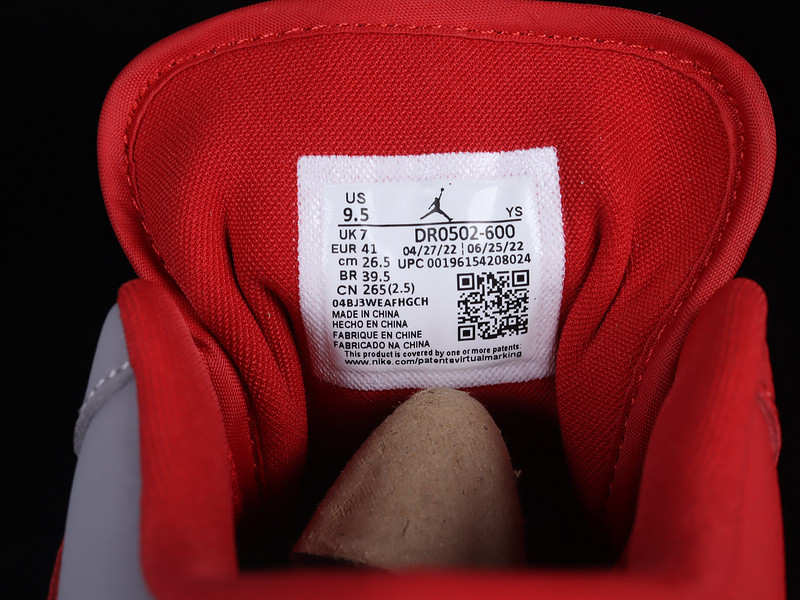 US
9.5 YS
UK 7 DR0502-600
EUR 41 04/27/22 06/25/22
cm 26.5 UPC 00196154208024
BR 39.5
CN 265(2.5)
04BJ3WEAFHGCH
MADE IN CHINA
HECHO EN CHINA
FABRIQUE EN CHINE
FABRICADO NA CHINA
This product is covered by one or more patents:
www.nike.com/patentsvirtualmarking